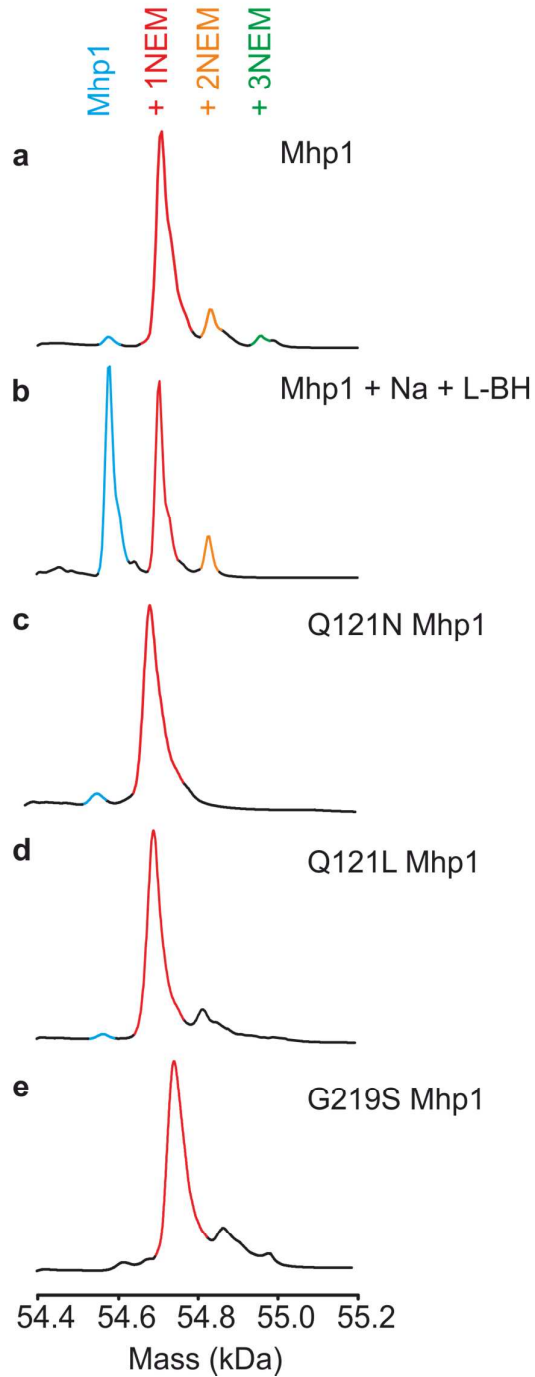 Mhp1
+ 1NEM
+ 2NEM
+ 3NEM
a
Mhp1
b
Mhp1 + Na + L-BH
c
Q121N Mhp1
d
Q121L Mhp1
e
G219S Mhp1
54.4 54.6 54.8 55.0 55.2
Mass (kDa)